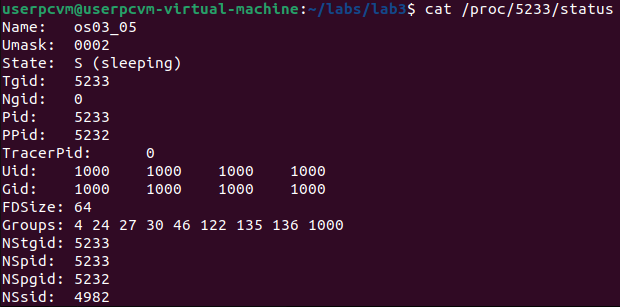 userpcvm@userpcvm-virtual-machine:~/labs/lab3$ cat /proc/5233/status
Name:   os03_05
Umask:  0002
State:  S (sleeping)
Tgid:   5233
Ngid:   0
Pid:    5233
PPid:   5232
TracerPid:      0
Uid:    1000    1000    1000    1000
Gid:    1000    1000    1000    1000
FDSize: 64
Groups: 4 24 27 30 46 122 135 136 1000
NStgid: 5233
NSpid:  5233
NSpgid: 5232
NSsid:  4982